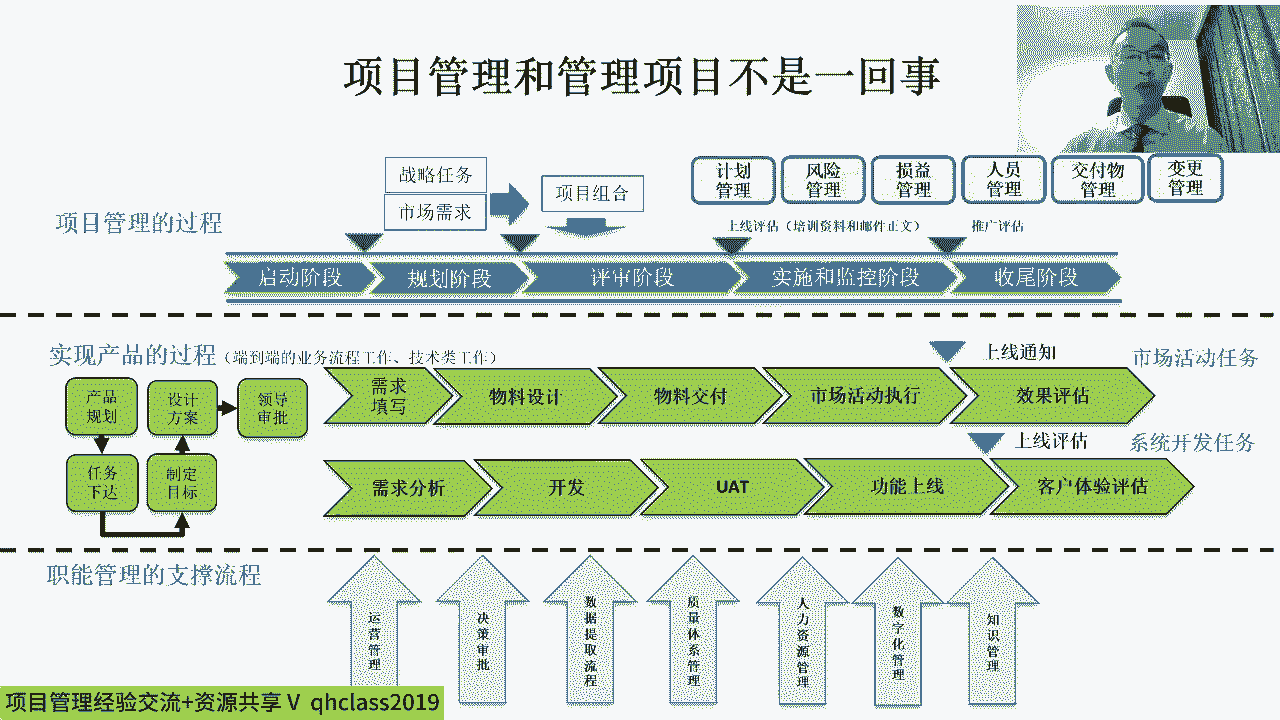 项目管理和管理项目不是一回事
战略任务
市场需求
项目组合
计划
管理
风险
管理
损益
管理
人员
管理
交付物
管理
变更
管理
项目管理的过程
上线评估（培训资料和邮件正文）
推广评估
启动阶段
规划阶段
评审阶段
实施和监控阶段
收尾阶段
实现产品的过程（端到端的业务流程工作、技术类工作）
上线通知
市场活动任务
产品
规划
设计
方案
领导
审批
任务
下达
制定
目标
需求
填写
物料设计
物料交付
市场活动执行
效果评估
上线评估
系统开发任务
需求分析
开发
UAT
功能上线
客户体验评估
职能管理的支撑流程
运营管理
决策审批
数据提取流程
质量体系管理
人力资源管理
数字化管理
知识管理
项目管理经验交流+资源共享 V qhclass2019